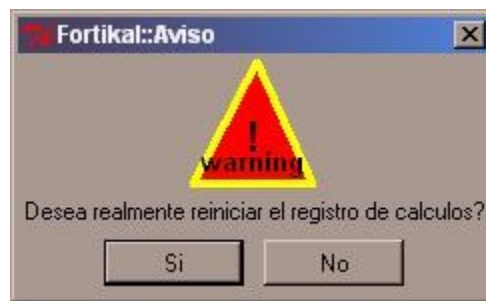 Fortikal::Aviso
!
warning
Desea realmente reiniciar el registro de calculos?
Si
No